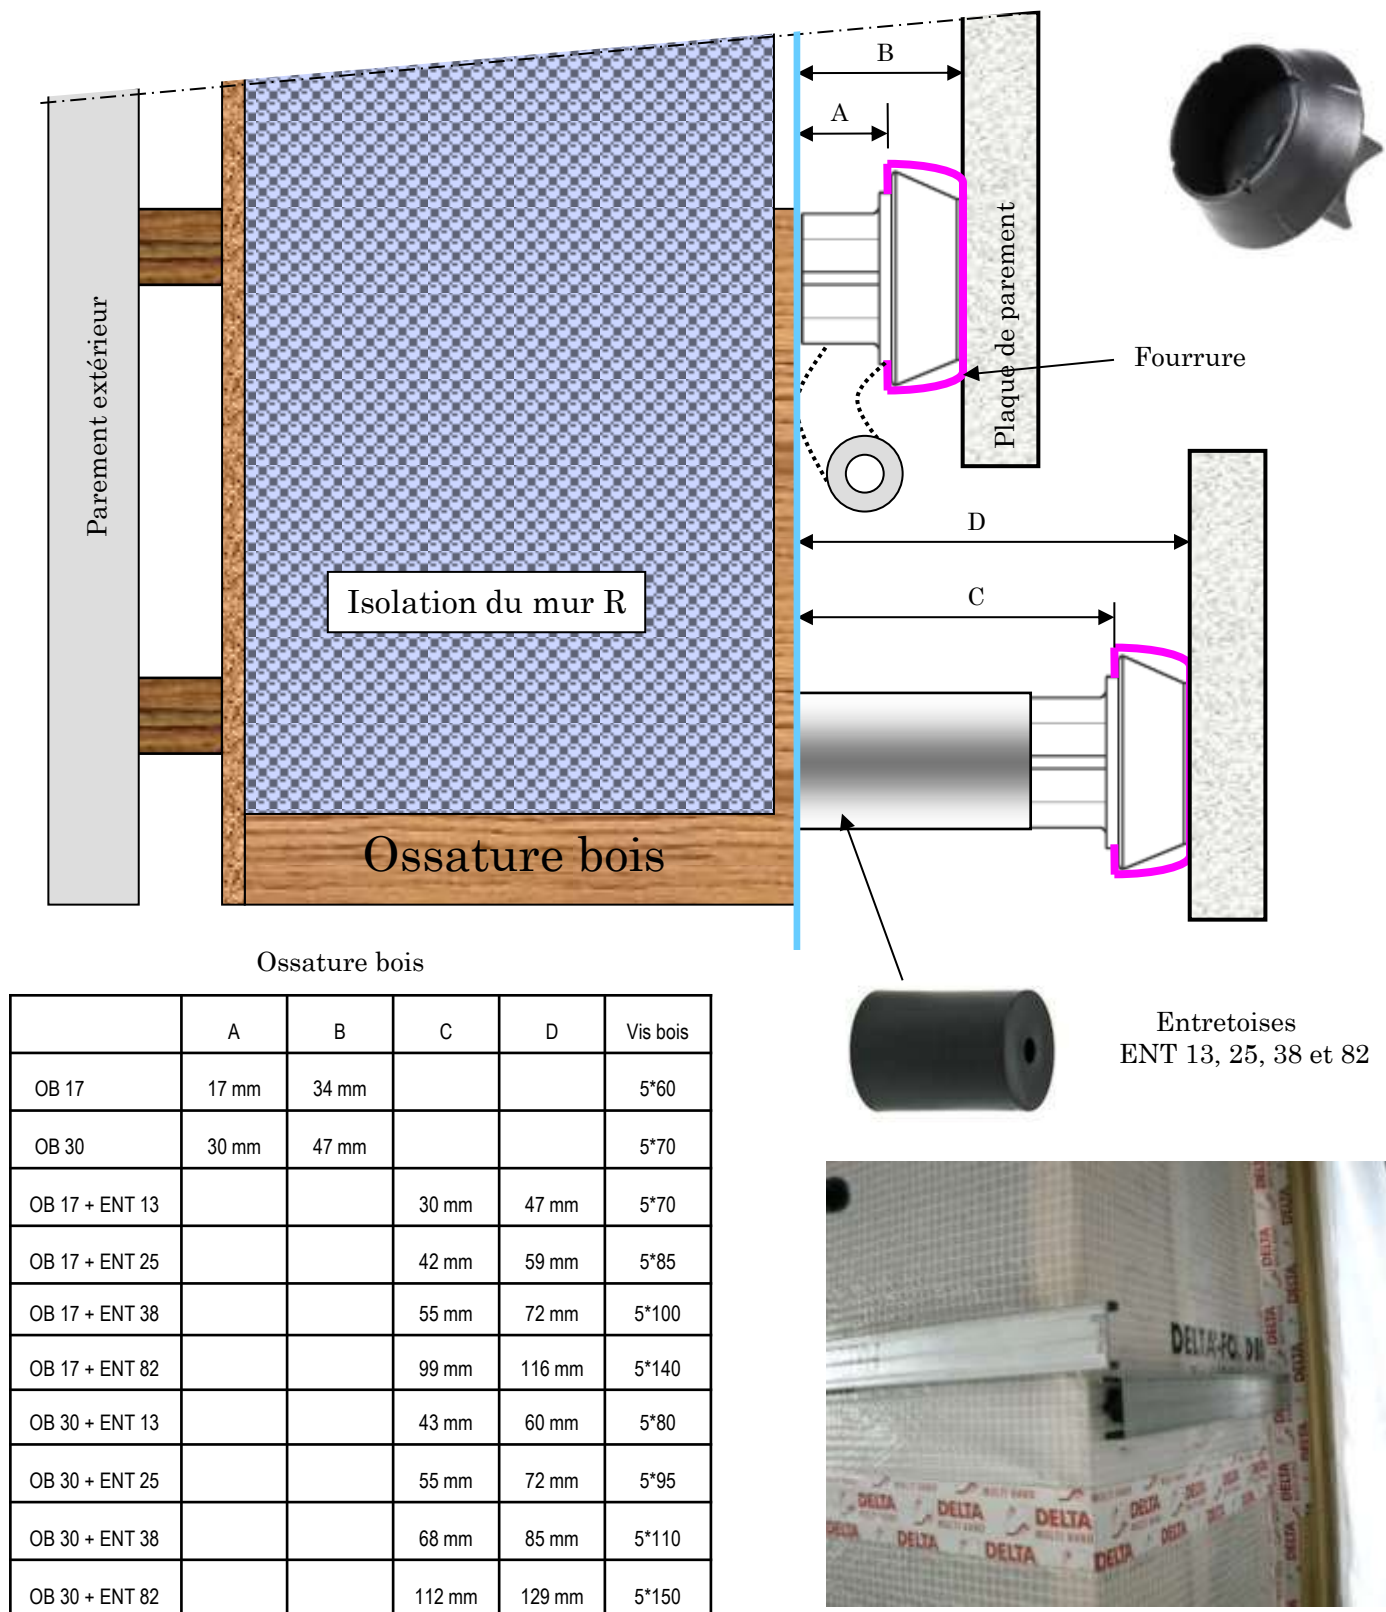 B
A
Parement extérieur
Plaque de parement
Fourrure
D
C
Isolation du mur R
Ossature bois
Ossature bois
Entretoises
ENT 13, 25, 38 et 82
A B C D Vis bois
OB 17 17 mm 34 mm 5*60
OB 30 30 mm 47 mm 5*70
OB 17 + ENT 13 30 mm 47 mm 5*70
OB 17 + ENT 25 42 mm 59 mm 5*85
OB 17 + ENT 38 55 mm 72 mm 5*100
OB 17 + ENT 82 99 mm 116 mm 5*140
OB 30 + ENT 13 43 mm 60 mm 5*80
OB 30 + ENT 25 55 mm 72 mm 5*95
OB 30 + ENT 38 68 mm 85 mm 5*110
OB 30 + ENT 82 112 mm 129 mm 5*150
DELTA
DELTA
DELTA
DELTA
DELTA
DELTA
DELTA
DELTA
DELTA